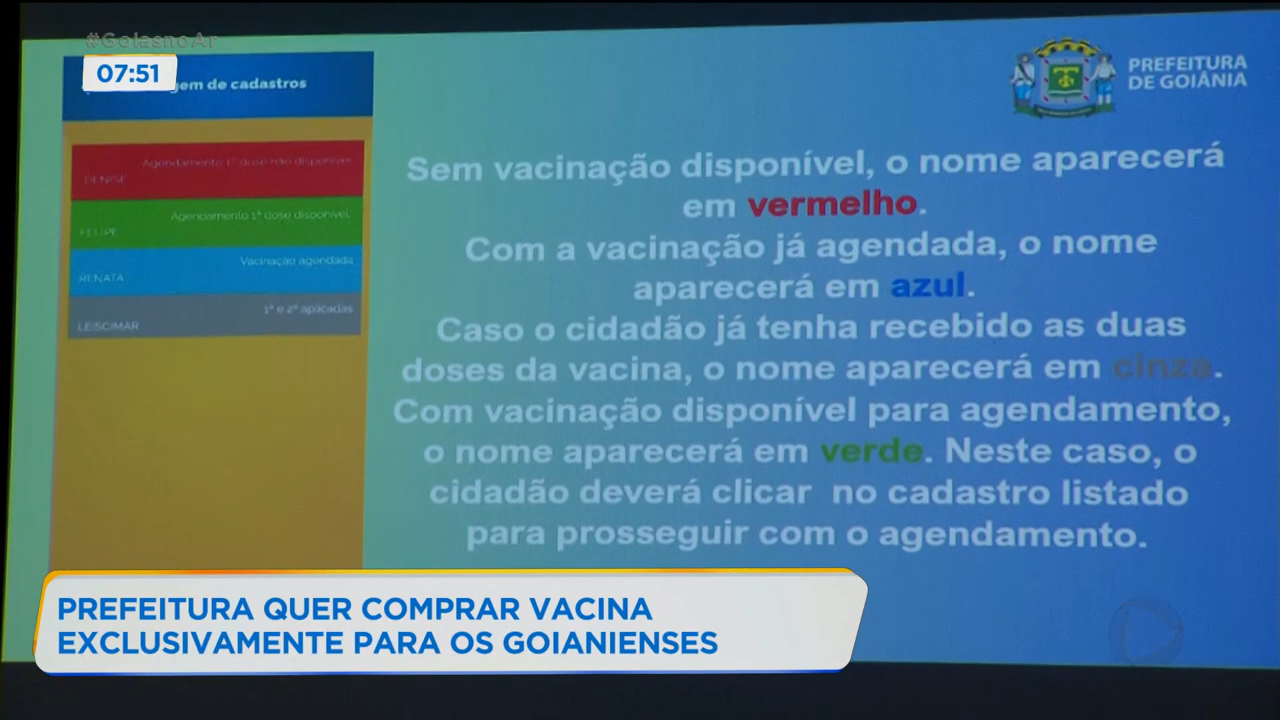 #GoiásnoAr
07:51
gem de cadastros
Agendamento 1ª dose não disponível
DENISE
Agendamento 1ª dose disponível
FELIPE
Vacinação agendada
RENATA
1ª e 2ª aplicadas
LEISCIMAR
PREFEITURA
DE GOIÂNIA
Sem vacinação disponível, o nome aparecerá
em vermelho.
Com a vacinação já agendada, o nome
aparecerá em azul.
Caso o cidadão já tenha recebido as duas
doses da vacina, o nome aparecerá em cinza.
Com vacinação disponível para agendamento,
o nome aparecerá em verde. Neste caso, o
cidadão deverá clicar no cadastro listado
para prosseguir com o agendamento.
PREFEITURA QUER COMPRAR VACINA
EXCLUSIVAMENTE PARA OS GOIANIENSES